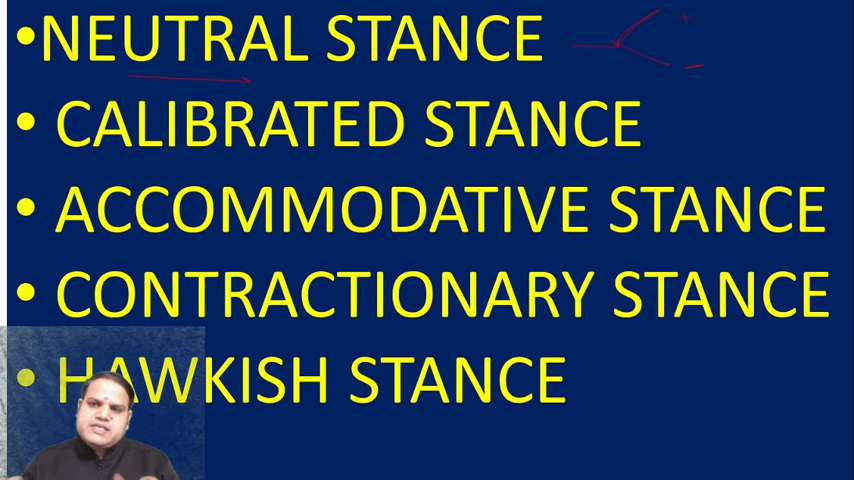 •NEUTRAL STANCE
• CALIBRATED STANCE
• ACCOMMODATIVE STANCE
• CONTRACTIONARY STANCE
• HAWKISH STANCE